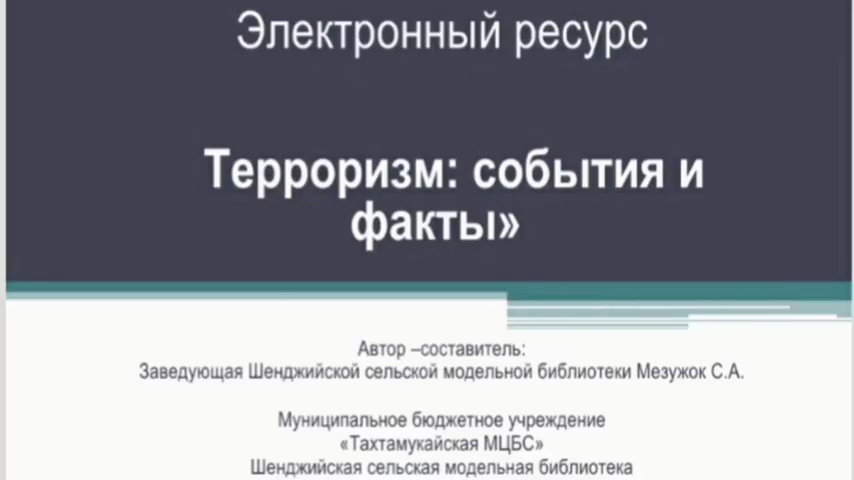 Электронный ресурс
Терроризм: события и
факты»
Автор –составитель:
Заведующая Шенджийской сельской модельной библиотеки Мезужок С.А.
Муниципальное бюджетное учреждение
«Тахтамукайская МЦБС»
Шенджийская сельская модельная библиотека